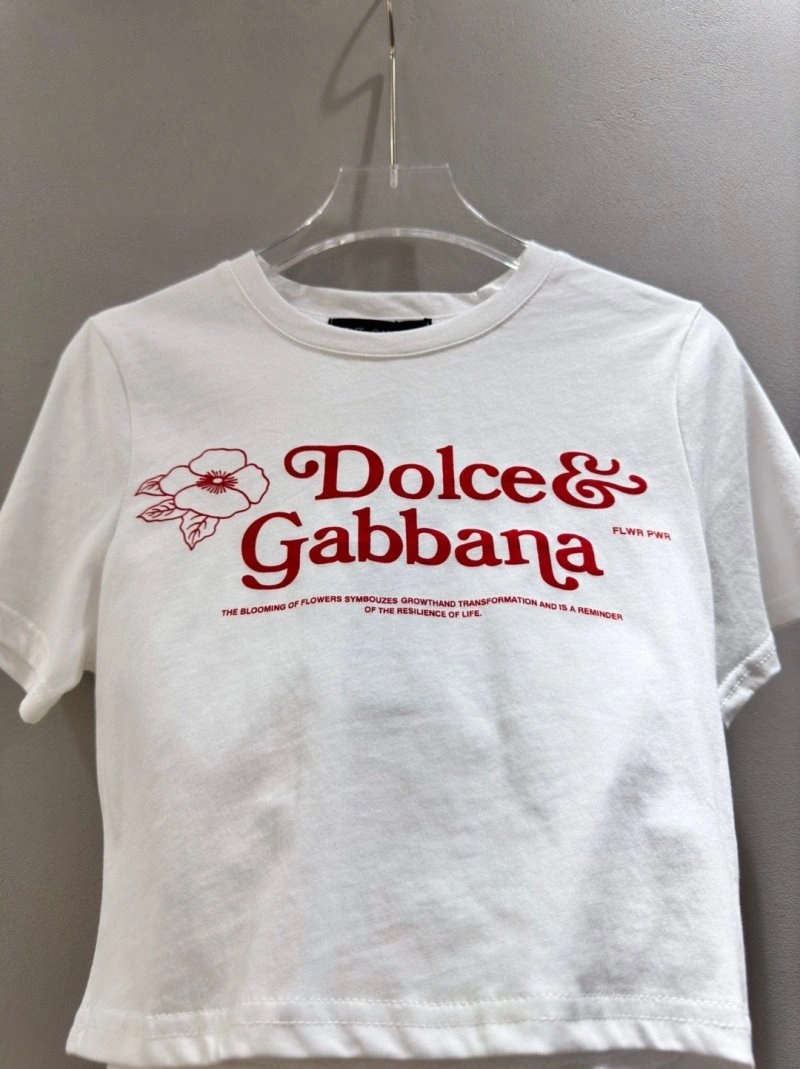 Dolce&
Gabbana
FLWR PWR
THE BLOOMING OF FLOWERS SYMBOUZES GROWTHAND TRANSFORMATION AND IS A REMINDER
OF THE RESILIENCE OF LIFE.